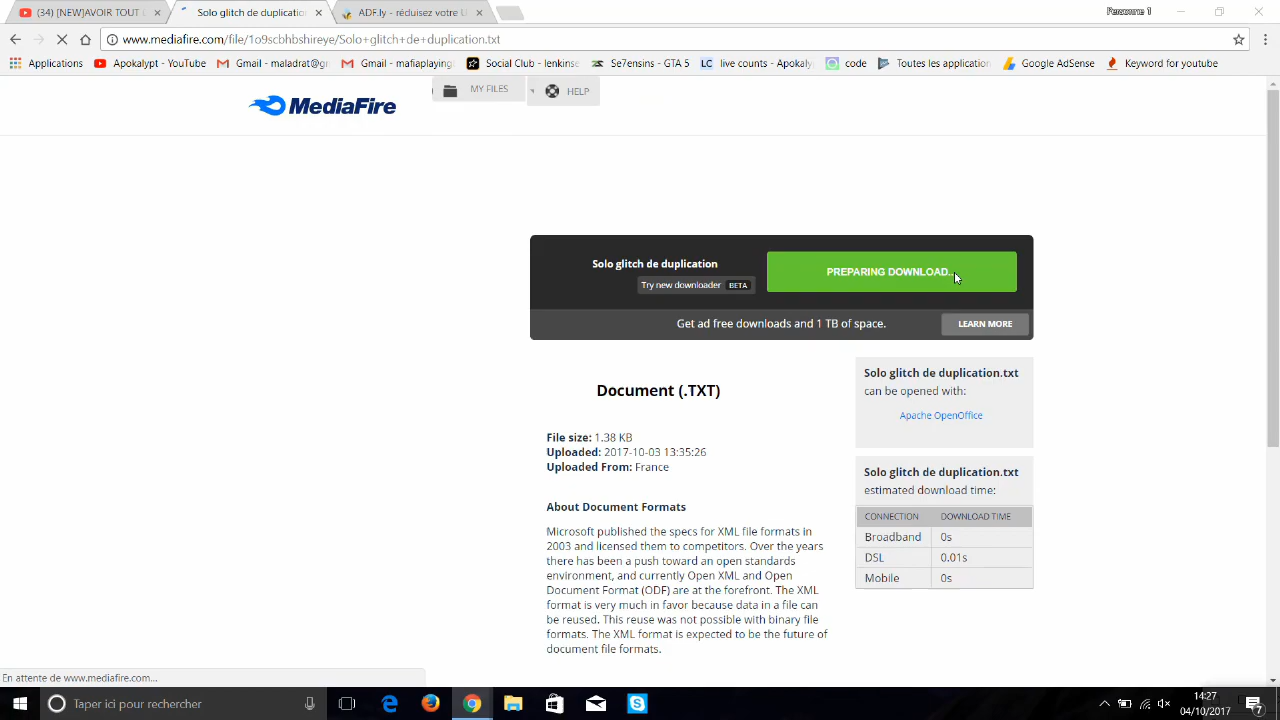 (34) [NEW]AVOIR TOUT
Solo glitch de duplicatio
ADF.ly - réduisez votre U
Personne 1
www.mediafire.com/file/1o9scbhbshireye/Solo+glitch+de+duplication.txt
Applications
Apokalypt - YouTube
Gmail - maladrat@gr
Gmail - mafiaplaying
Social Club - lenkins
Se7ensins - GTA 5
LC live counts - Apokaly
code
Toutes les application
Google AdSense
Keyword for youtube
MediaFire
MY FILES
HELP
Solo glitch de duplication
PREPARING DOWNLOAD...
Try new downloader BETA
Get ad free downloads and 1 TB of space.
LEARN MORE
Document (.TXT)
File size: 1.38 KB
Uploaded: 2017-10-03 13:35:26
Uploaded From: France
About Document Formats
Microsoft published the specs for XML file formats in
2003 and licensed them to competitors. Over the years
there has been a push toward an open standards
environment, and currently Open XML and Open
Document Format (ODF) are at the forefront. The XML
format is very much in favor because data in a file can
be reused. This reuse was not possible with binary file
formats. The XML format is expected to be the future of
document file formats.
Solo glitch de duplication.txt
can be opened with:
Apache OpenOffice
Solo glitch de duplication.txt
estimated download time:
CONNECTION DOWNLOAD TIME
Broadband 0s
DSL 0.01s
Mobile 0s
En attente de www.mediafire.com...
Taper ici pour rechercher
14:27
04/10/2017
7